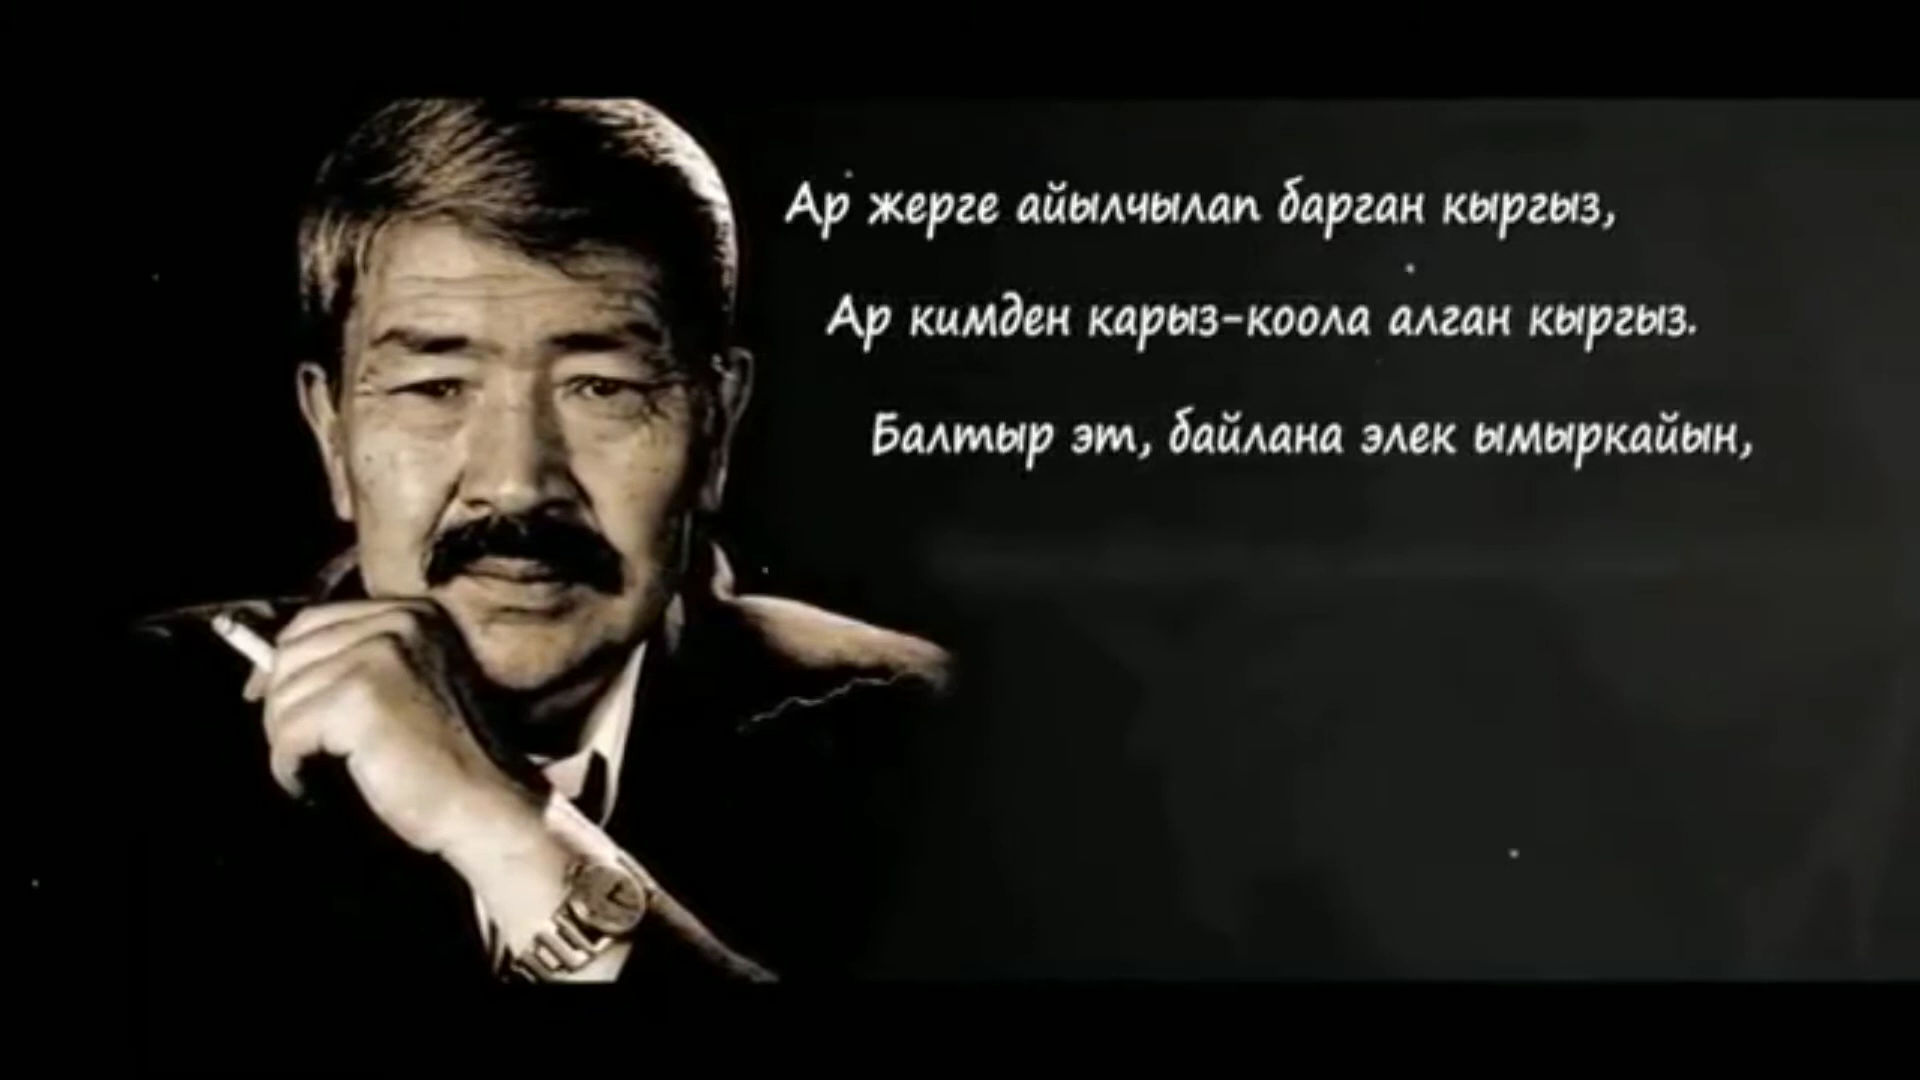 Ар жерге айылчылап барган кыргыз,
Ар кимден карыз-коола алган кыргыз.
Балтыр эт, байлана элек ымыркайын,